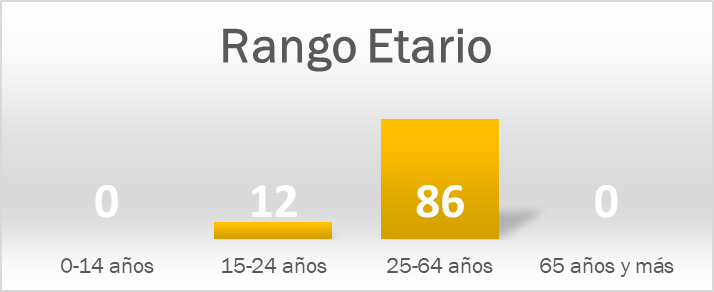 Rango Etario
0 12 86 0
0-14 años 15-24 años 25-64 años 65 años y más